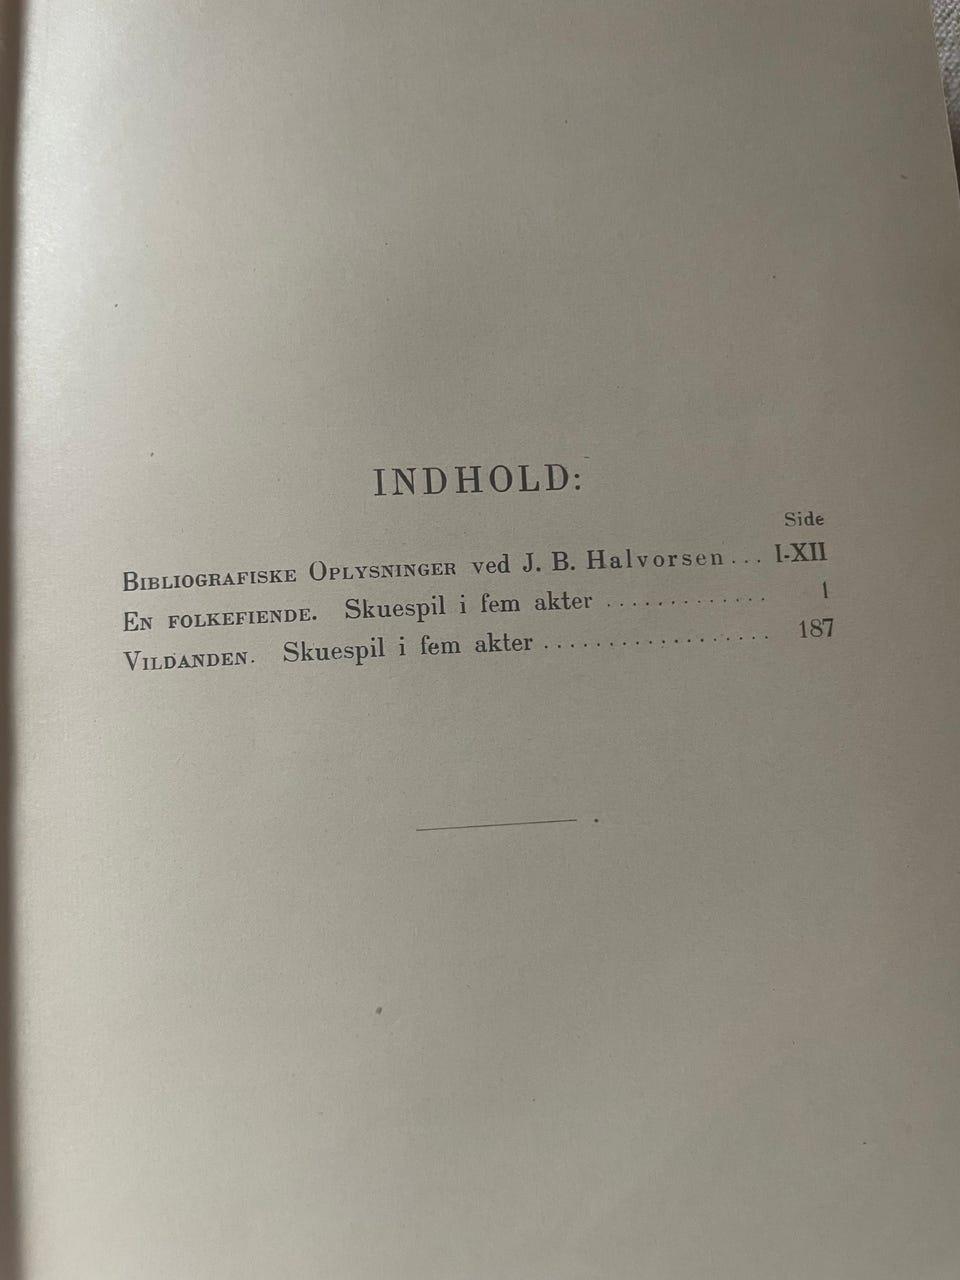 INDHOLD:
Side
BIBLIOGRAFISKE OPLYSNINGER ved J. B. Halvorsen... I-XII
EN FOLKEFIENDE. Skuespil i fem akter ............. 1
VILDANDEN. Skuespil i fem akter .................. 187